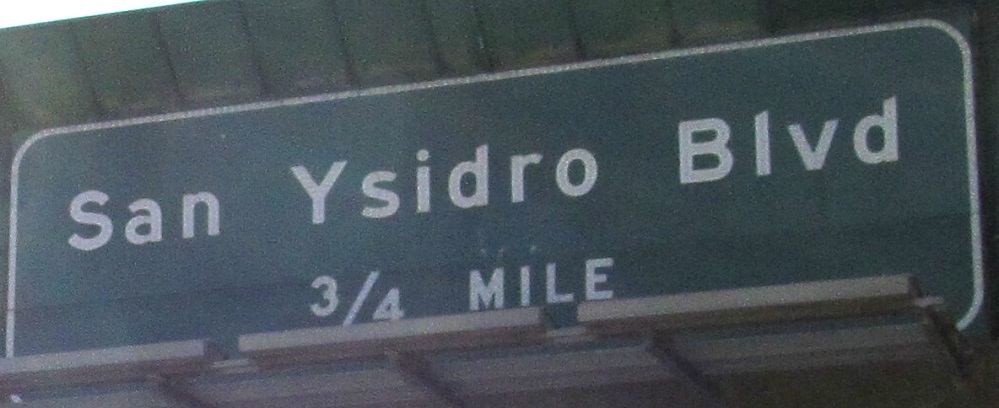 San Ysidro Blvd
3/4 MILE